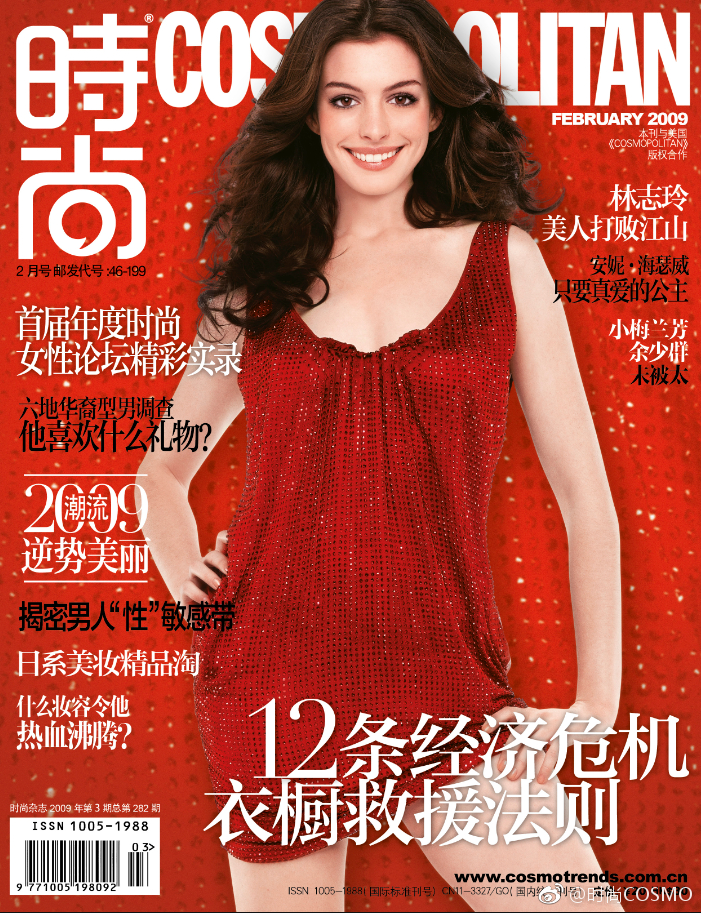 時尚®
COSMOPOLITAN
FEBRUARY 2009
本刊与美国
《COSMOPOLITAN》
版权合作
2月号 邮发代号:46-199
林志玲
美人打败江山
安妮·海瑟威
只要真爱的公主
小梅兰芳
余少群
未被太
首届年度时尚
女性论坛精彩实录
六地华裔型男调查
他喜欢什么礼物?
2009
潮流
逆势美丽
揭密男人“性”敏感带
日系美妆精品淘
什么妆容令他
热血沸腾?
12条经济危机
衣橱救援法则
时尚杂志 2009 年第 3 期总第 282 期
ISSN 1005-1988
03>
9 771005 198092
www.cosmotrends.com.cn
ISSN 1005-1988(国际标准刊号) CN11-3327/GO(国内统一刊号) 定价
@时尚COSMO